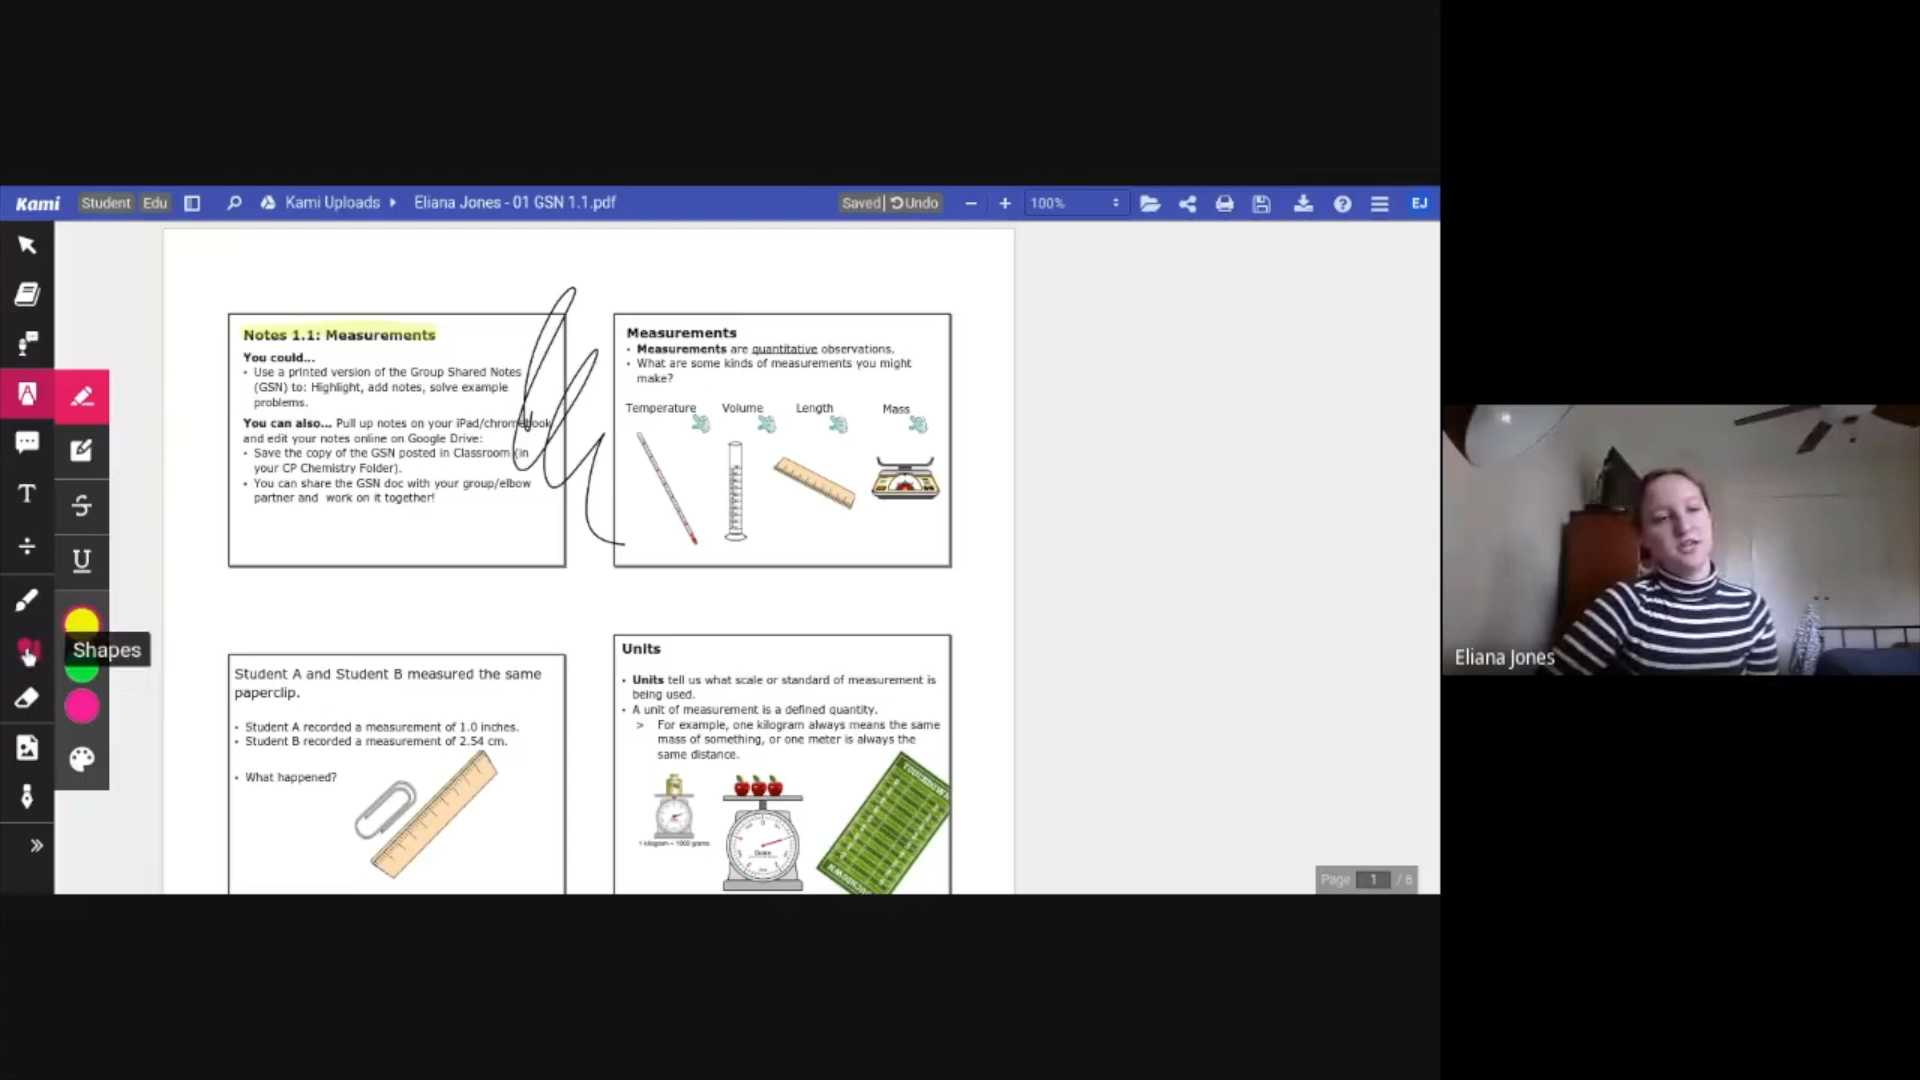 Kami Student Edu Kami Uploads Eliana Jones - 01 GSN 1.1.pdf Saved Undo 100% EJ
Notes 1.1: Measurements
You could...
• Use a printed version of the Group Shared Notes
(GSN) to: Highlight, add notes, solve example
problems.
You can also... Pull up notes on your iPad/chromebook
and edit your notes online on Google Drive:
• Save the copy of the GSN posted in Classroom (in
your CP Chemistry Folder).
• You can share the GSN doc with your group/elbow
partner and work on it together!
Measurements
• Measurements are quantitative observations.
• What are some kinds of measurements you might
make?
Temperature Volume Length Mass
Shapes
Student A and Student B measured the same
paperclip.
• Student A recorded a measurement of 1.0 inches.
• Student B recorded a measurement of 2.54 cm.
• What happened?
Units
• Units tell us what scale or standard of measurement is
being used.
• A unit of measurement is a defined quantity.
> For example, one kilogram always means the same
mass of something, or one meter is always the
same distance.
1 kilogram = 1000 grams
TOUCHDOWN
TOUCHDOWN
Page 1 / 6
Eliana Jones